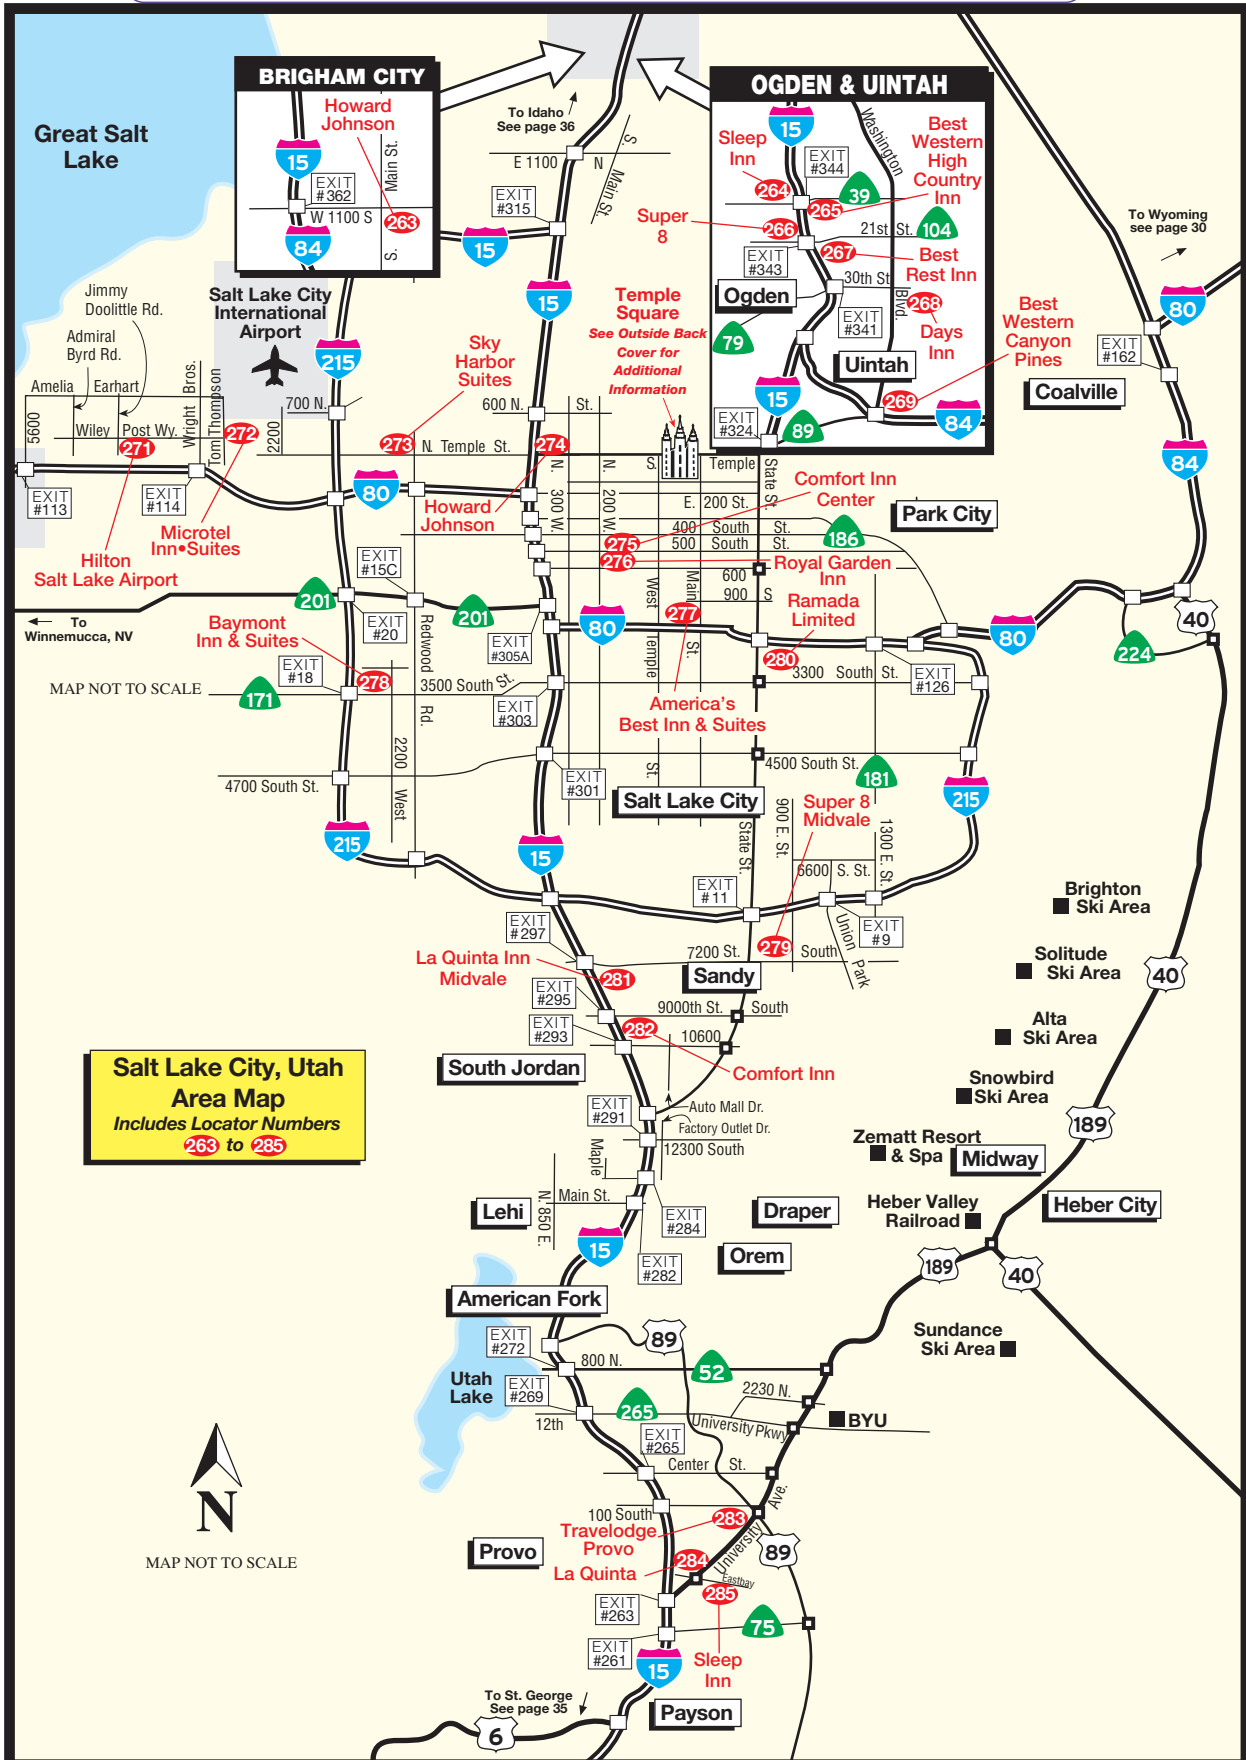 BRIGHAM CITY
Howard
Johnson
15
EXIT
#362
Main St.
W 1100 S
263
84
S.
Great Salt
Lake
To Idaho
See page 36
E 1100
N
S.
Main St.
EXIT
#315
15
15
OGDEN & UINTAH
15
Washington
Sleep
Inn
Best
Western
High
Country
Inn
EXIT
#344
264
39
265
Super
8
266
21st St.
104
EXIT
#343
267
Best
Rest Inn
30th St.
Ogden
Blvd.
268
EXIT
#341
Days
Inn
79
Uintah
15
269
EXIT
#324
89
84
Best
Western
Canyon
Pines
To Wyoming
see page 30
80
EXIT
#162
Coalville
84
Salt Lake City
International
Airport
215
Jimmy
Doolittle Rd.
Admiral
Byrd Rd.
Amelia
Earhart
Wright Bros.
Tom Thompson
5600
Wiley
Post Wy.
271
272
2200
700 N.
Sky
Harbor
Suites
600 N.
St.
273
N. Temple St.
274
Temple
Square
See Outside Back
Cover for
Additional
Information
S.
Temple
State St.
EXIT
#113
EXIT
#114
Microtel
Inn•Suites
Hilton
Salt Lake Airport
80
Howard
Johnson
N.
300 W.
N.
200 W.
E. 200 St.
400 South St.
500 South St.
Comfort Inn
Center
275
276
186
Park City
Royal Garden
Inn
600
900 S
EXIT
#15C
201
201
To
Winnemucca, NV
EXIT
#20
Redwood
Rd.
EXIT
#305A
80
West
Temple
St.
Main
St.
277
Ramada
Limited
280
80
224
40
Baymont
Inn & Suites
EXIT
#18
278
MAP NOT TO SCALE
171
3500 South St.
EXIT
#303
3300 South St.
EXIT
#126
America's
Best Inn & Suites
2200
West
4700 South St.
EXIT
#301
4500 South St.
181
215
Salt Lake City
State St.
900 E. St.
Super 8
Midvale
1300 E. St.
215
15
6600 S. St.
EXIT
#11
EXIT
#9
Union Park
EXIT
#297
7200 St.
279
South
La Quinta Inn
Midvale
281
Sandy
EXIT
#295
9000th St.
South
EXIT
#293
282
10600
Comfort Inn
South Jordan
Brighton
Ski Area
Solitude
Ski Area
40
Alta
Ski Area
Snowbird
Ski Area
189
Salt Lake City, Utah
Area Map
Includes Locator Numbers
263 to 285
EXIT
#291
Auto Mall Dr.
Factory Outlet Dr.
12300 South
Maple
Zematt Resort
& Spa
Midway
Lehi
N. 850 E.
Main St.
EXIT
#284
Draper
Heber Valley
Railroad
Heber City
15
EXIT
#282
Orem
189
40
American Fork
EXIT
#272
89
Sundance
Ski Area
800 N.
52
Utah
Lake
EXIT
#269
265
2230 N.
12th
University Pkwy
BYU
EXIT
#265
Center St.
N
MAP NOT TO SCALE
100 South
Ave.
University
283
Travelodge
Provo
Provo
La Quinta
284
89
Eastbay
285
EXIT
#263
75
EXIT
#261
15
Sleep
Inn
To St. George
See page 35
Payson
6